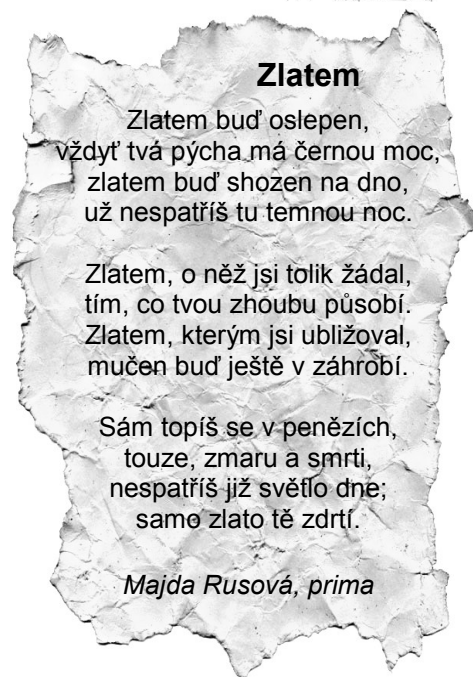 Zlatem
Zlatem buď oslepen,
vždyť tvá pýcha má černou moc,
zlatem buď shozen na dno,
už nespatříš tu temnou noc.
Zlatem, o něž jsi tolik žádal,
tím, co tvou zhoubu působí.
Zlatem, kterým jsi ubližoval,
mučen buď ještě v záhrobí.
Sám topíš se v penězích,
touze, zmaru a smrti,
nespatříš již světlo dne;
samo zlato tě zdrtí.
Majda Rusová, prima